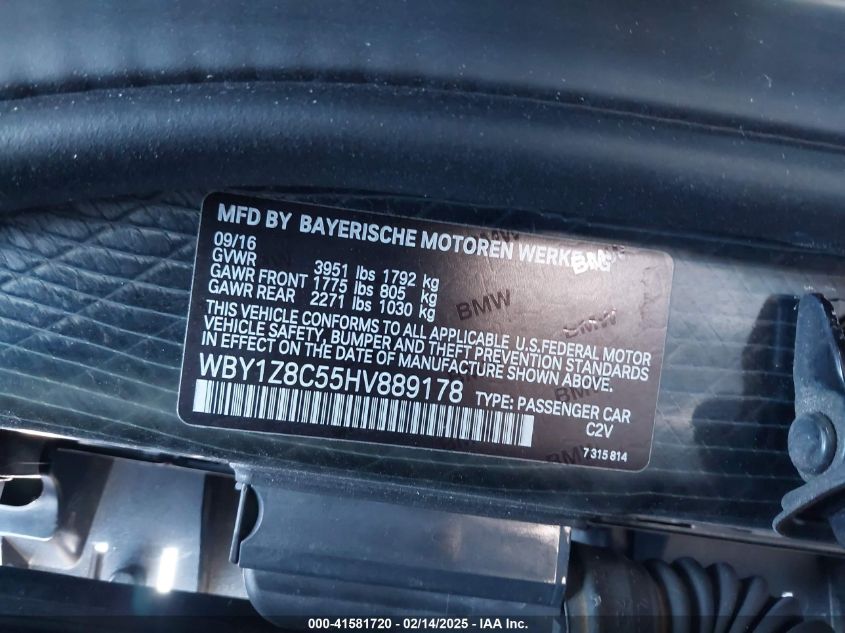 MFD BY BAYERISCHE MOTOREN WERKE AG
09/16
GVWR 3951 lbs 1792 kg
GAWR FRONT 1775 lbs 805 kg
GAWR REAR 2271 lbs 1030 kg
THIS VEHICLE CONFORMS TO ALL APPLICABLE U.S.FEDERAL MOTOR
VEHICLE SAFETY, BUMPER AND THEFT PREVENTION STANDARDS
IN EFFECT ON THE DATE OF MANUFACTURE SHOWN ABOVE.
WBY1Z8C55HV889178 TYPE: PASSENGER CAR
C2V
7 315 814
BMW
BMW
BMW
000-41581720 - 02/14/2025 - IAA Inc.